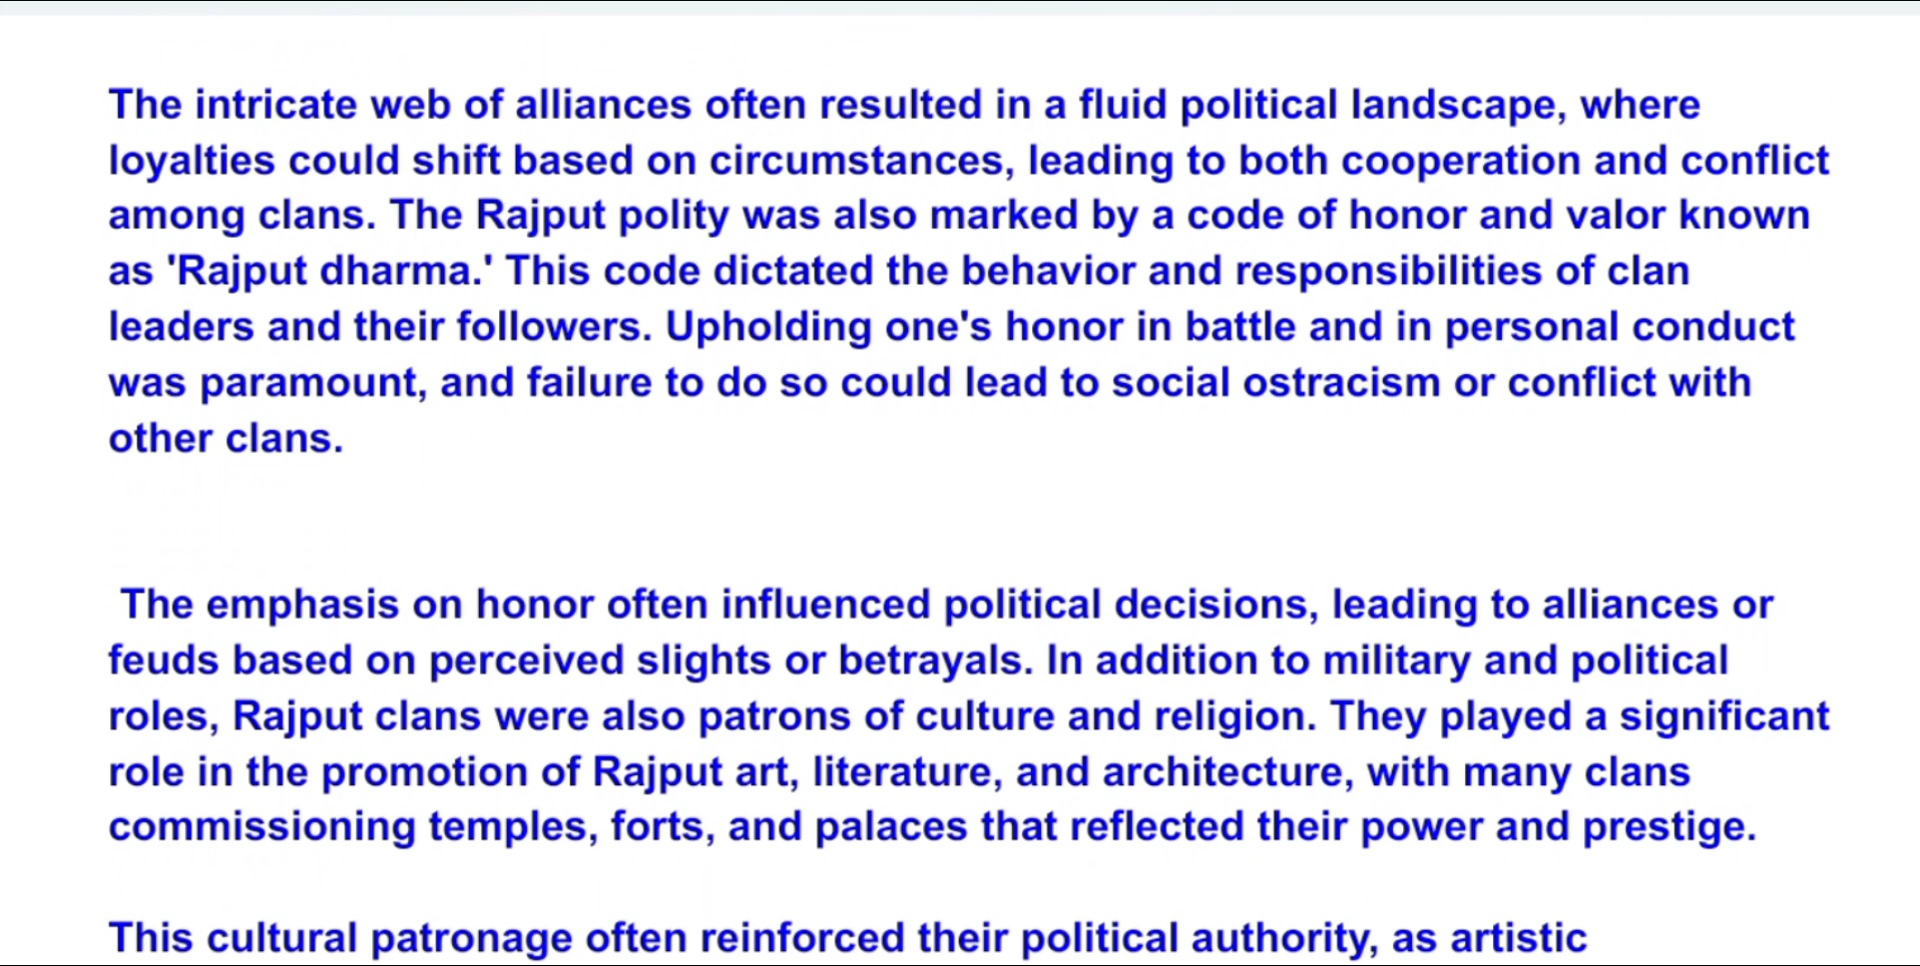 The intricate web of alliances often resulted in a fluid political landscape, where
loyalties could shift based on circumstances, leading to both cooperation and conflict
among clans. The Rajput polity was also marked by a code of honor and valor known
as 'Rajput dharma.' This code dictated the behavior and responsibilities of clan
leaders and their followers. Upholding one's honor in battle and in personal conduct
was paramount, and failure to do so could lead to social ostracism or conflict with
other clans.
The emphasis on honor often influenced political decisions, leading to alliances or
feuds based on perceived slights or betrayals. In addition to military and political
roles, Rajput clans were also patrons of culture and religion. They played a significant
role in the promotion of Rajput art, literature, and architecture, with many clans
commissioning temples, forts, and palaces that reflected their power and prestige.
This cultural patronage often reinforced their political authority, as artistic